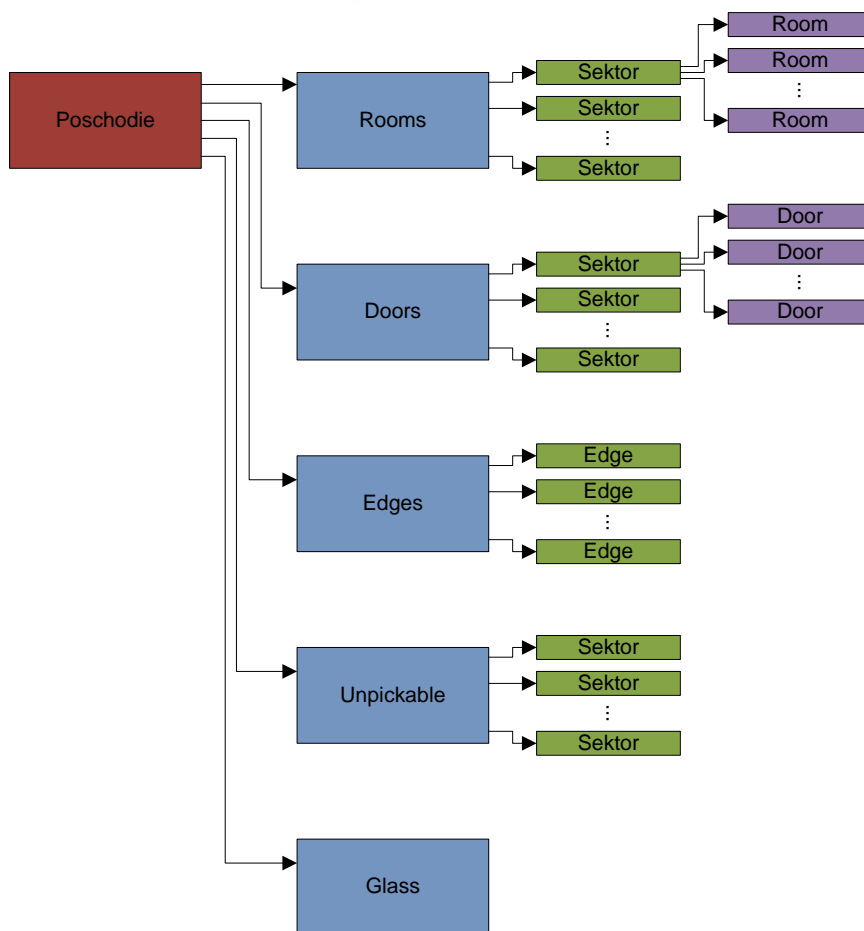 Poschodie
Rooms
Sektor
Sektor
...
Sektor
Room
Room
...
Room
Doors
Sektor
Sektor
...
Sektor
Door
Door
...
Door
Edges
Edge
Edge
...
Edge
Unpickable
Sektor
Sektor
...
Sektor
Glass